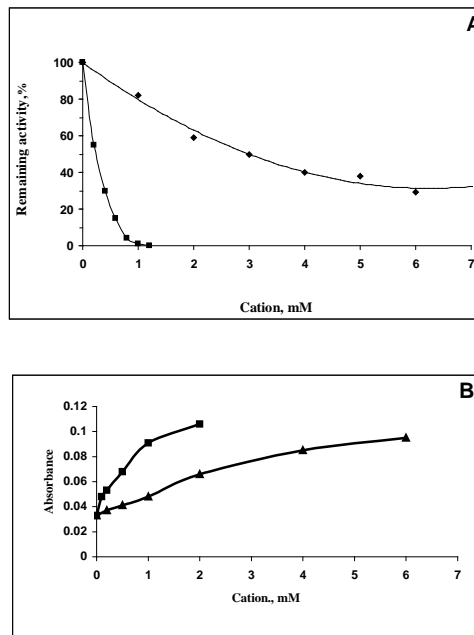 A
Remaining activity,%
100
80
60
40
20
0
0 1 2 3 4 5 6 7
Cation, mM
B
Absorbance
0.12
0.1
0.08
0.06
0.04
0.02
0
0 1 2 3 4 5 6 7
Cation., mM